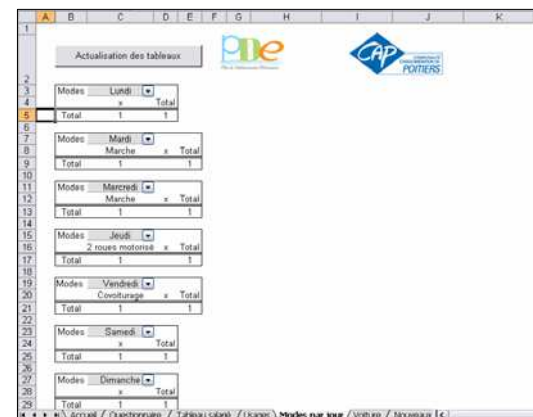 A B C D E F G H I J K
1
Actualisation des tableaux
PDE
CAP
POITIERS
2
3 Modes Lundi
4 x Total
5 Total 1 1
6
7 Modes Mardi
8 Marche x Total
9 Total 1 1
10
11 Modes Mercredi
12 Marche x Total
13 Total 1 1
14
15 Modes Jeudi
16 2 roues motorisé x Total
17 Total 1 1
18
19 Modes Vendredi
20 Covoiturage x Total
21 Total 1 1
22
23 Modes Samedi
24 x Total
25 Total 1 1
26
27 Modes Dimanche
28 x Total
29 Total 1 1
Accueil / Questionnaire / Tableau salarié / Usages \ Modes par jour / Voiture / Nouveaux